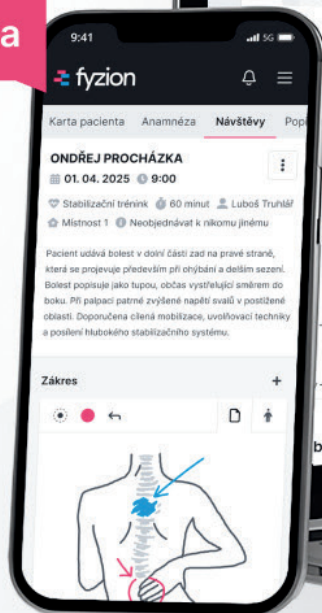 a
9:41
5G
fyzion
Karta pacienta Anamnéza Návštěvy
ONDŘEJ PROCHÁZKA
01. 04. 2025 9:00
Stabilizační trénink 60 minut Luboš Truhlář
Místnost 1 Neobjednávat k nikomu jinému
Pacient udává bolest v dolní části zad na pravé straně,
která se projevuje především při ohýbání a delším sezení.
Bolest popisuje jako tupou, občas vystřelující směrem do
boku. Při palpaci patrné zvýšené napětí svalů v postižené
oblasti. Doporučena cílená mobilizace, uvolňovací techniky
a posílení hlubokého stabilizačního systému.
Zákres +
b